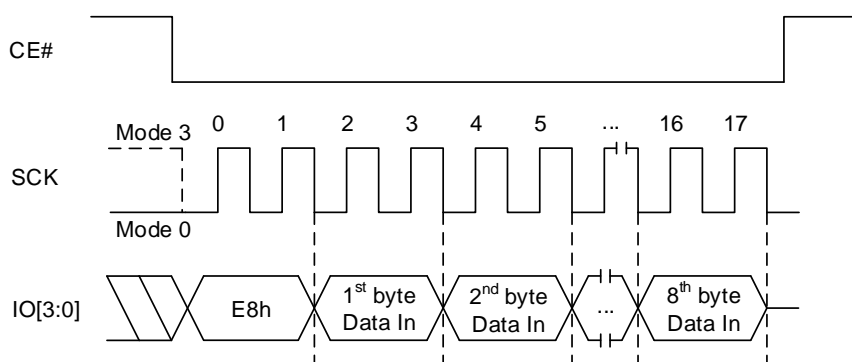 CE#
Mode 3 0 1 2 3 4 5 ... 16 17
SCK
Mode 0
IO[3:0] E8h 1st byte Data In 2nd byte Data In ... 8th byte Data In